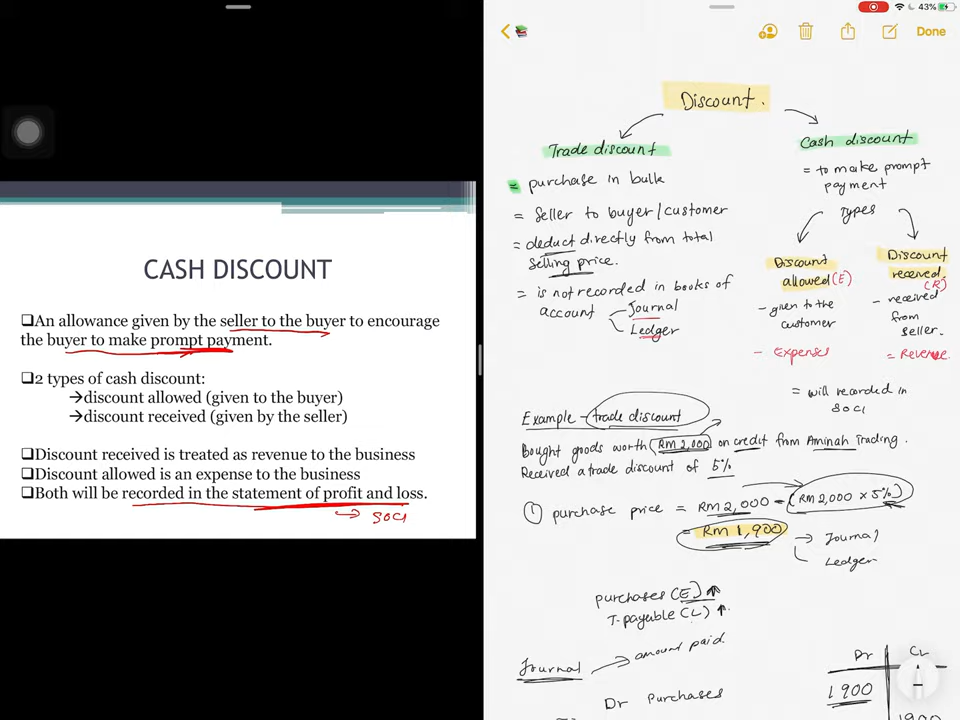 43%
Done
CASH DISCOUNT
❑An allowance given by the seller to the buyer to encourage
the buyer to make prompt payment.
❑2 types of cash discount:
→discount allowed (given to the buyer)
→discount received (given by the seller)
❑Discount received is treated as revenue to the business
❑Discount allowed is an expense to the business
❑Both will be recorded in the statement of profit and loss.
→ SOCI
Discount.
Trade discount
= purchase in bulk
= Seller to buyer/customer
= deduct directly from total
selling price.
= is not recorded in books of
account
Journal
Ledger
Cash discount
= to make prompt
payment
Types
Discount
allowed (E)
- given to the
customer
- Expenses
Discount
received.
(R)
- received
from
seller.
= Revenue
= will recorded in
SOCI
Example - trade discount
Bought goods worth RM 2,000 on credit from Aminah Trading.
Received a trade discount of 5%
① purchase price = RM 2,000 - (RM 2,000 × 5%)
= RM 1,900
→ Journal
Ledger
purchases (E) ↑
T-payable (L) ↑
Journal → amount paid.
Dr
Dr Purchases
1 900
-
1900